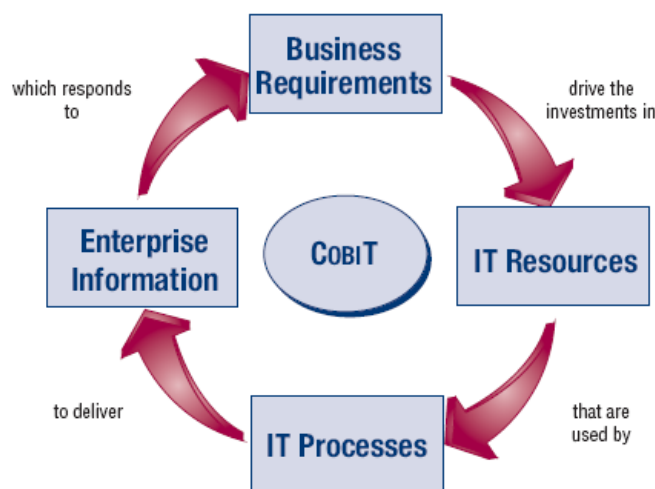 Business
Requirements
which responds
to
drive the
investments in
Enterprise
Information
COBIT
IT Resources
to deliver
IT Processes
that are
used by